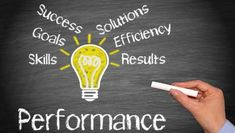 Success
Solutions
Goals
Efficiency
Skills
Results
Performance